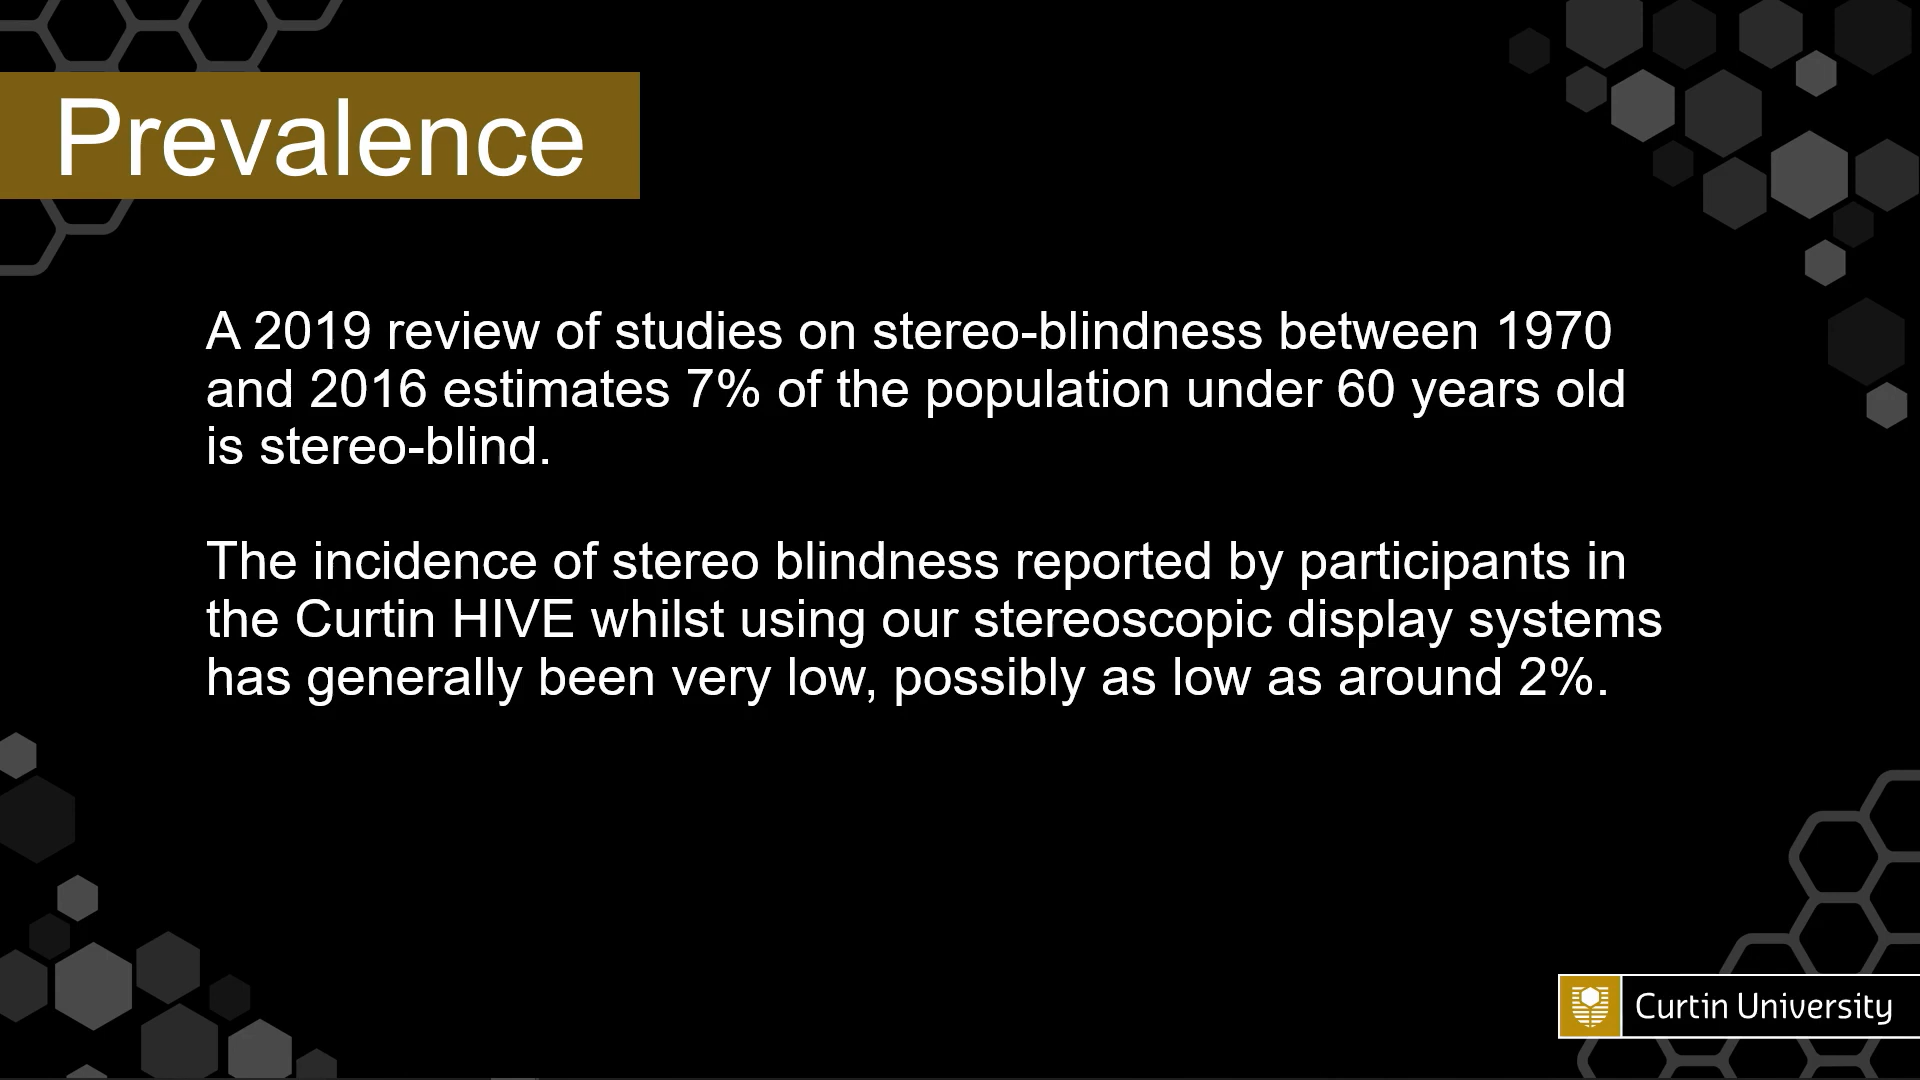 Prevalence
A 2019 review of studies on stereo-blindness between 1970
and 2016 estimates 7% of the population under 60 years old
is stereo-blind.
The incidence of stereo blindness reported by participants in
the Curtin HIVE whilst using our stereoscopic display systems
has generally been very low, possibly as low as around 2%.
Curtin University